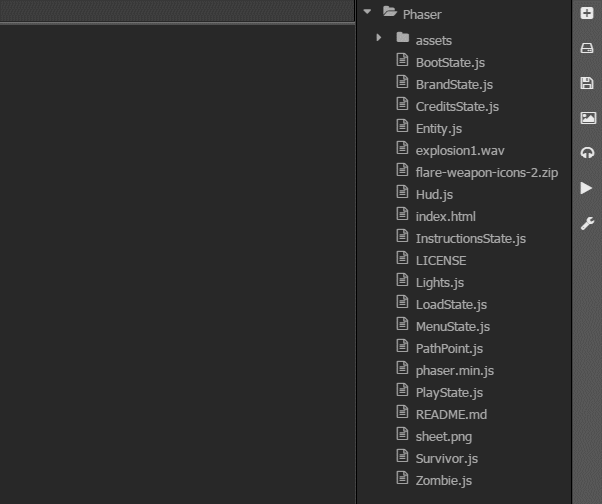 Phaser
assets
BootState.js
BrandState.js
CreditsState.js
Entity.js
explosion1.wav
flare-weapon-icons-2.zip
Hud.js
index.html
InstructionsState.js
LICENSE
Lights.js
LoadState.js
MenuState.js
PathPoint.js
phaser.min.js
PlayState.js
README.md
sheet.png
Survivor.js
Zombie.js